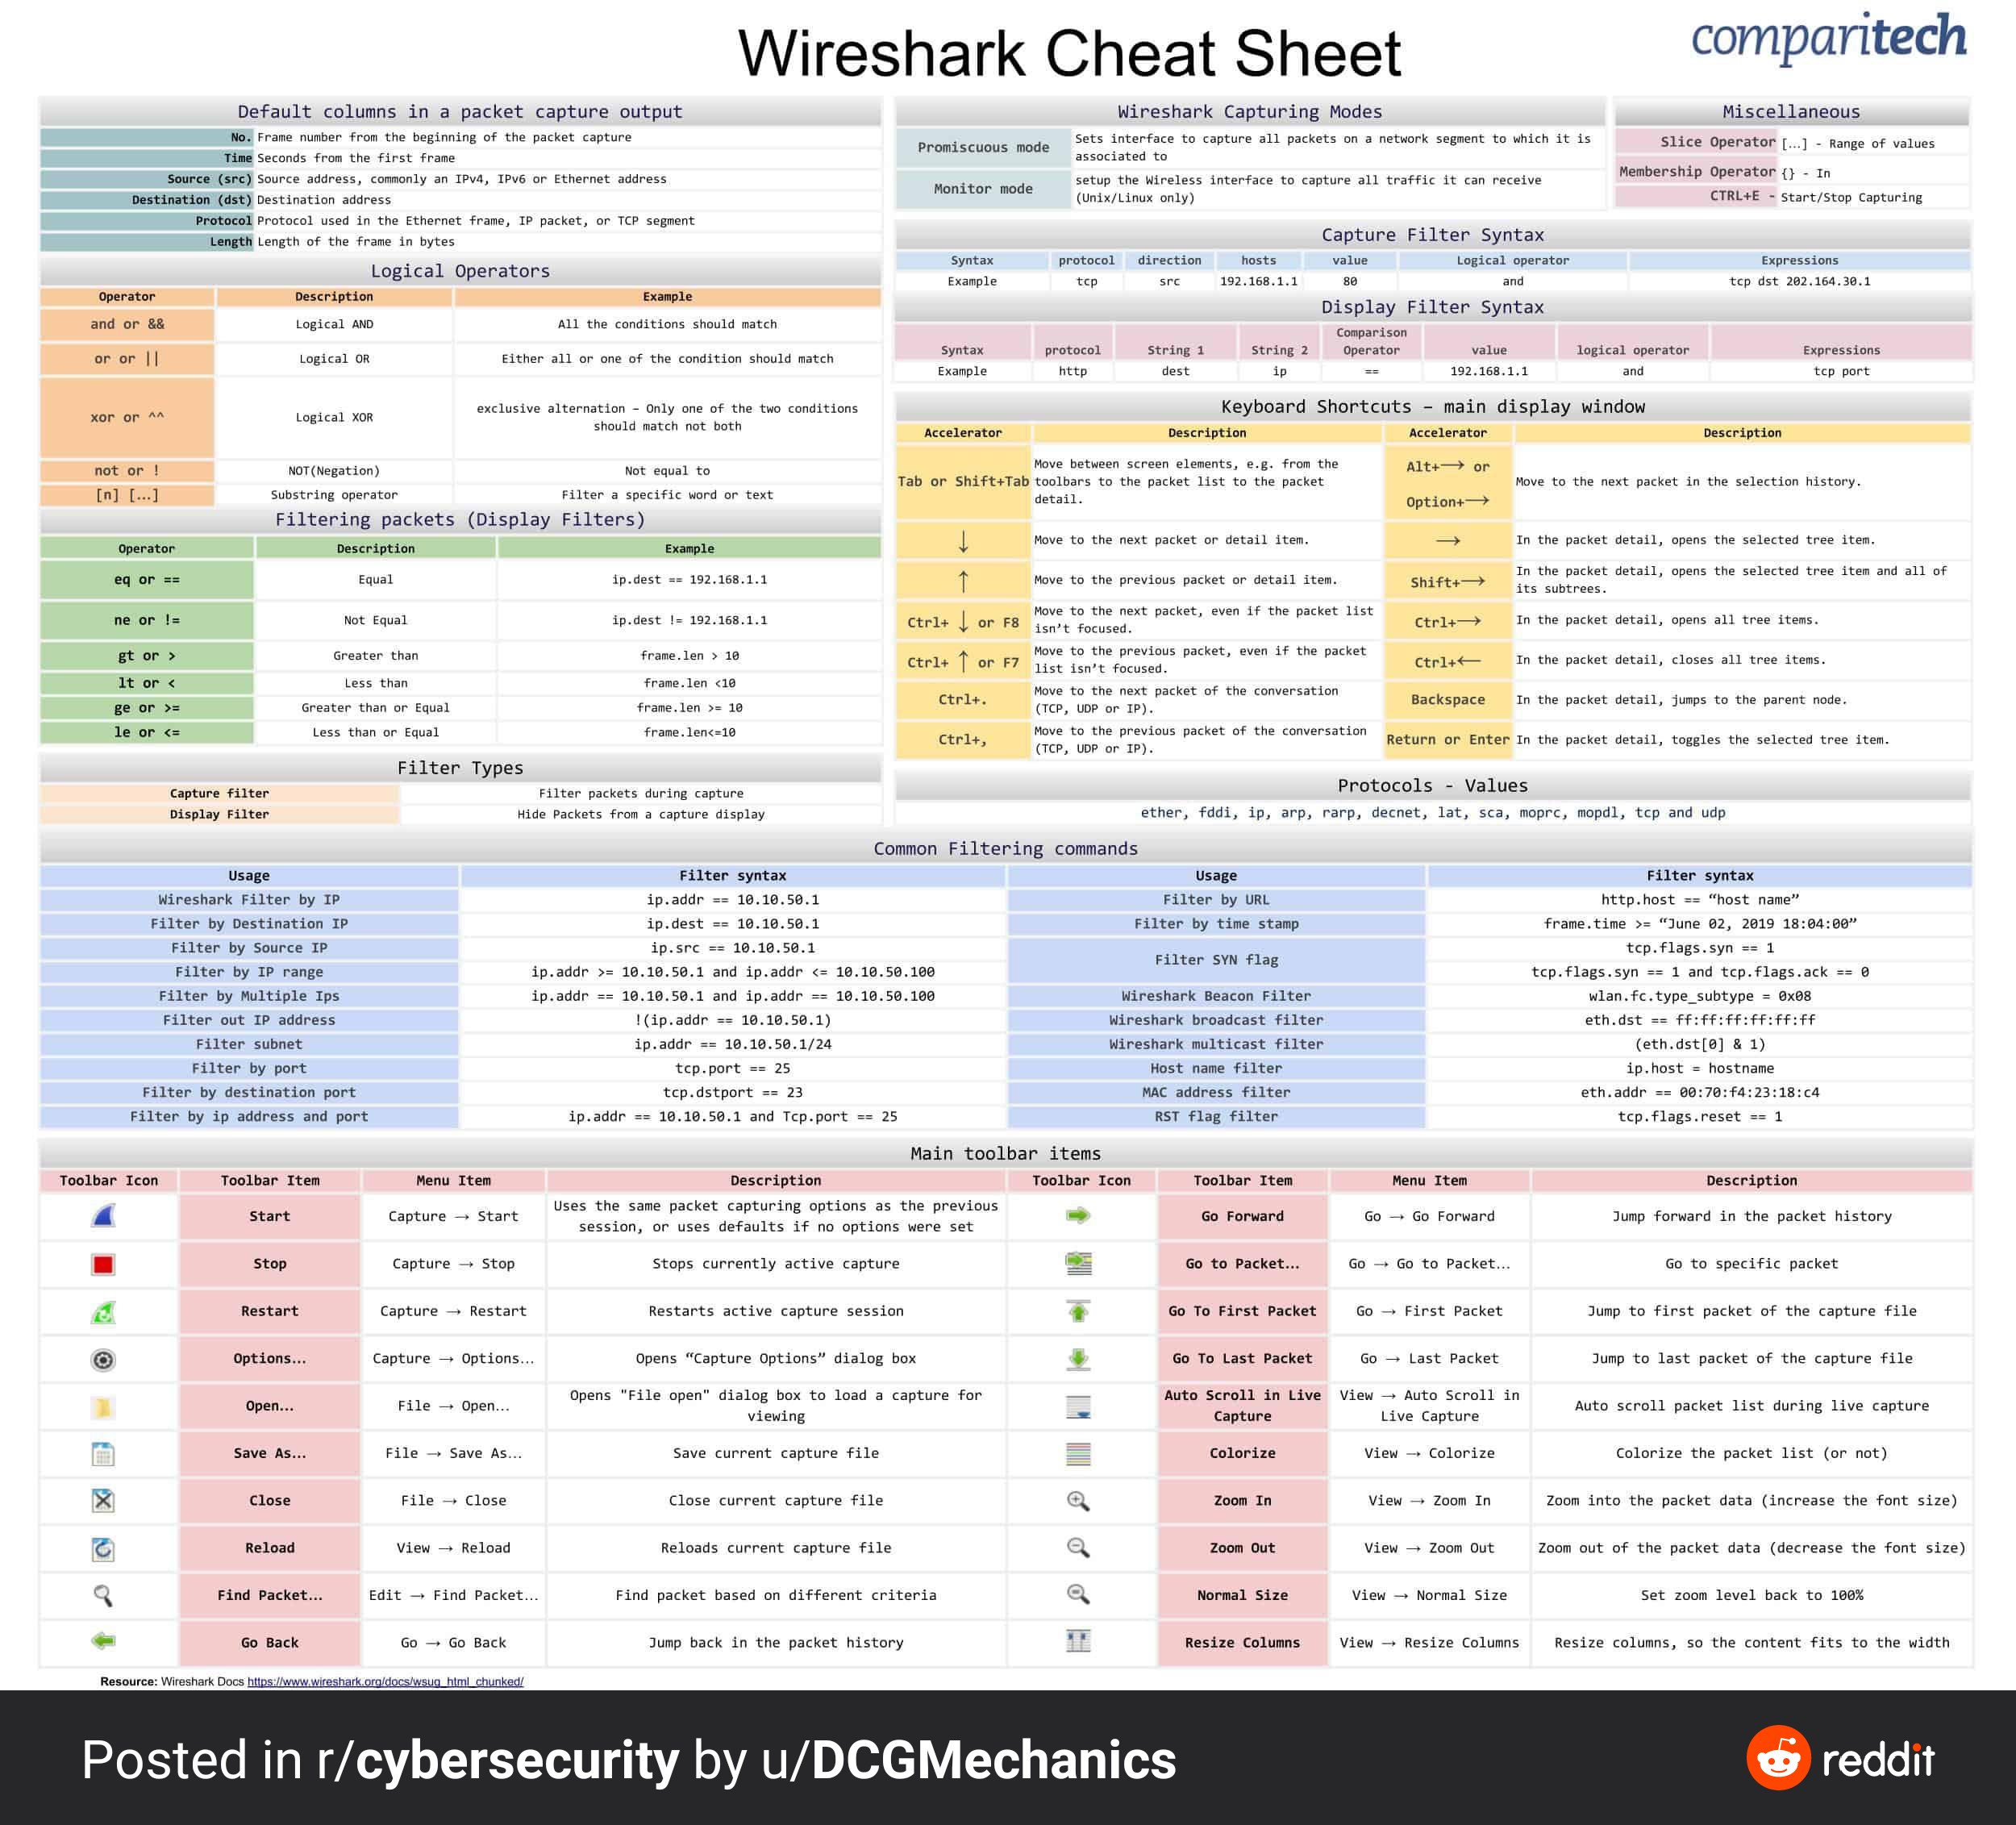 Wireshark Cheat Sheet
comparitech
Default columns in a packet capture output
No. Frame number from the beginning of the packet capture
Time Seconds from the first frame
Source (src) Source address, commonly an IPv4, IPv6 or Ethernet address
Destination (dst) Destination address
Protocol Protocol used in the Ethernet frame, IP packet, or TCP segment
Length Length of the frame in bytes
Logical Operators
Operator Description Example
and or && Logical AND All the conditions should match
or or || Logical OR Either all or one of the condition should match
xor or ^^ Logical XOR exclusive alternation – Only one of the two conditions
should match not both
not or ! NOT(Negation) Not equal to
[n] […] Substring operator Filter a specific word or text
Filtering packets (Display Filters)
Operator Description Example
eq or == Equal ip.dest == 192.168.1.1
ne or != Not Equal ip.dest != 192.168.1.1
gt or > Greater than frame.len > 10
lt or < Less than frame.len <10
ge or >= Greater than or Equal frame.len >= 10
le or <= Less than or Equal frame.len<=10
Filter Types
Capture filter Filter packets during capture
Display Filter Hide Packets from a capture display
Wireshark Capturing Modes
Promiscuous mode Sets interface to capture all packets on a network segment to which it is
associated to
Monitor mode setup the Wireless interface to capture all traffic it can receive
(Unix/Linux only)
Miscellaneous
Slice Operator […] - Range of values
Membership Operator {} - In
CTRL+E - Start/Stop Capturing
Capture Filter Syntax
Syntax protocol direction hosts value Logical operator Expressions
Example tcp src 192.168.1.1 80 and tcp dst 202.164.30.1
Display Filter Syntax
Syntax protocol String 1 String 2 Comparison Operator value logical operator Expressions
Example http dest ip == 192.168.1.1 and tcp port
Keyboard Shortcuts – main display window
Accelerator Description Accelerator Description
Tab or Shift+Tab Move between screen elements, e.g. from the
toolbars to the packet list to the packet
detail.
Alt+→ or
Option+→
Move to the next packet in the selection history.
↓ Move to the next packet or detail item.
→ In the packet detail, opens the selected tree item.
↑ Move to the previous packet or detail item.
Shift+→ In the packet detail, opens the selected tree item and all of
its subtrees.
Ctrl+ ↓ or F8 Move to the next packet, even if the packet list
isn’t focused.
Ctrl+→ In the packet detail, opens all tree items.
Ctrl+ ↑ or F7 Move to the previous packet, even if the packet
list isn’t focused.
Ctrl+← In the packet detail, closes all tree items.
Ctrl+. Move to the next packet of the conversation
(TCP, UDP or IP).
Backspace In the packet detail, jumps to the parent node.
Ctrl+, Move to the previous packet of the conversation
(TCP, UDP or IP).
Return or Enter In the packet detail, toggles the selected tree item.
Protocols - Values
ether, fddi, ip, arp, rarp, decnet, lat, sca, moprc, mopdl, tcp and udp
Common Filtering commands
Usage Filter syntax Usage Filter syntax
Wireshark Filter by IP ip.addr == 10.10.50.1 Filter by URL http.host == “host name”
Filter by Destination IP ip.dest == 10.10.50.1 Filter by time stamp frame.time >= “June 02, 2019 18:04:00”
Filter by Source IP ip.src == 10.10.50.1 Filter SYN flag tcp.flags.syn == 1
Filter by IP range ip.addr >= 10.10.50.1 and ip.addr <= 10.10.50.100 tcp.flags.syn == 1 and tcp.flags.ack == 0
Filter by Multiple Ips ip.addr == 10.10.50.1 and ip.addr == 10.10.50.100 Wireshark Beacon Filter wlan.fc.type_subtype = 0x08
Filter out IP address !(ip.addr == 10.10.50.1) Wireshark broadcast filter eth.dst == ff:ff:ff:ff:ff:ff
Filter subnet ip.addr == 10.10.50.1/24 Wireshark multicast filter (eth.dst[0] & 1)
Filter by port tcp.port == 25 Host name filter ip.host = hostname
Filter by destination port tcp.dstport == 23 MAC address filter eth.addr == 00:70:f4:23:18:c4
Filter by ip address and port ip.addr == 10.10.50.1 and Tcp.port == 25 RST flag filter tcp.flags.reset == 1
Main toolbar items
Toolbar Icon Toolbar Item Menu Item Description Toolbar Icon Toolbar Item Menu Item Description
Start Capture → Start Uses the same packet capturing options as the previous
session, or uses defaults if no options were set
Go Forward Go → Go Forward Jump forward in the packet history
Stop Capture → Stop Stops currently active capture Go to Packet… Go → Go to Packet… Go to specific packet
Restart Capture → Restart Restarts active capture session Go To First Packet Go → First Packet Jump to first packet of the capture file
Options… Capture → Options… Opens “Capture Options” dialog box Go To Last Packet Go → Last Packet Jump to last packet of the capture file
Open… File → Open… Opens "File open" dialog box to load a capture for
viewing
Auto Scroll in Live
Capture
View → Auto Scroll in
Live Capture
Auto scroll packet list during live capture
Save As… File → Save As… Save current capture file Colorize View → Colorize Colorize the packet list (or not)
Close File → Close Close current capture file Zoom In View → Zoom In Zoom into the packet data (increase the font size)
Reload View → Reload Reloads current capture file Zoom Out View → Zoom Out Zoom out of the packet data (decrease the font size)
Find Packet… Edit → Find Packet… Find packet based on different criteria Normal Size View → Normal Size Set zoom level back to 100%
Go Back Go → Go Back Jump back in the packet history Resize Columns View → Resize Columns Resize columns, so the content fits to the width
Resource: Wireshark Docs https://www.wireshark.org/docs/wsug_html_chunked/
Posted in r/cybersecurity by u/DCGMechanics
reddit